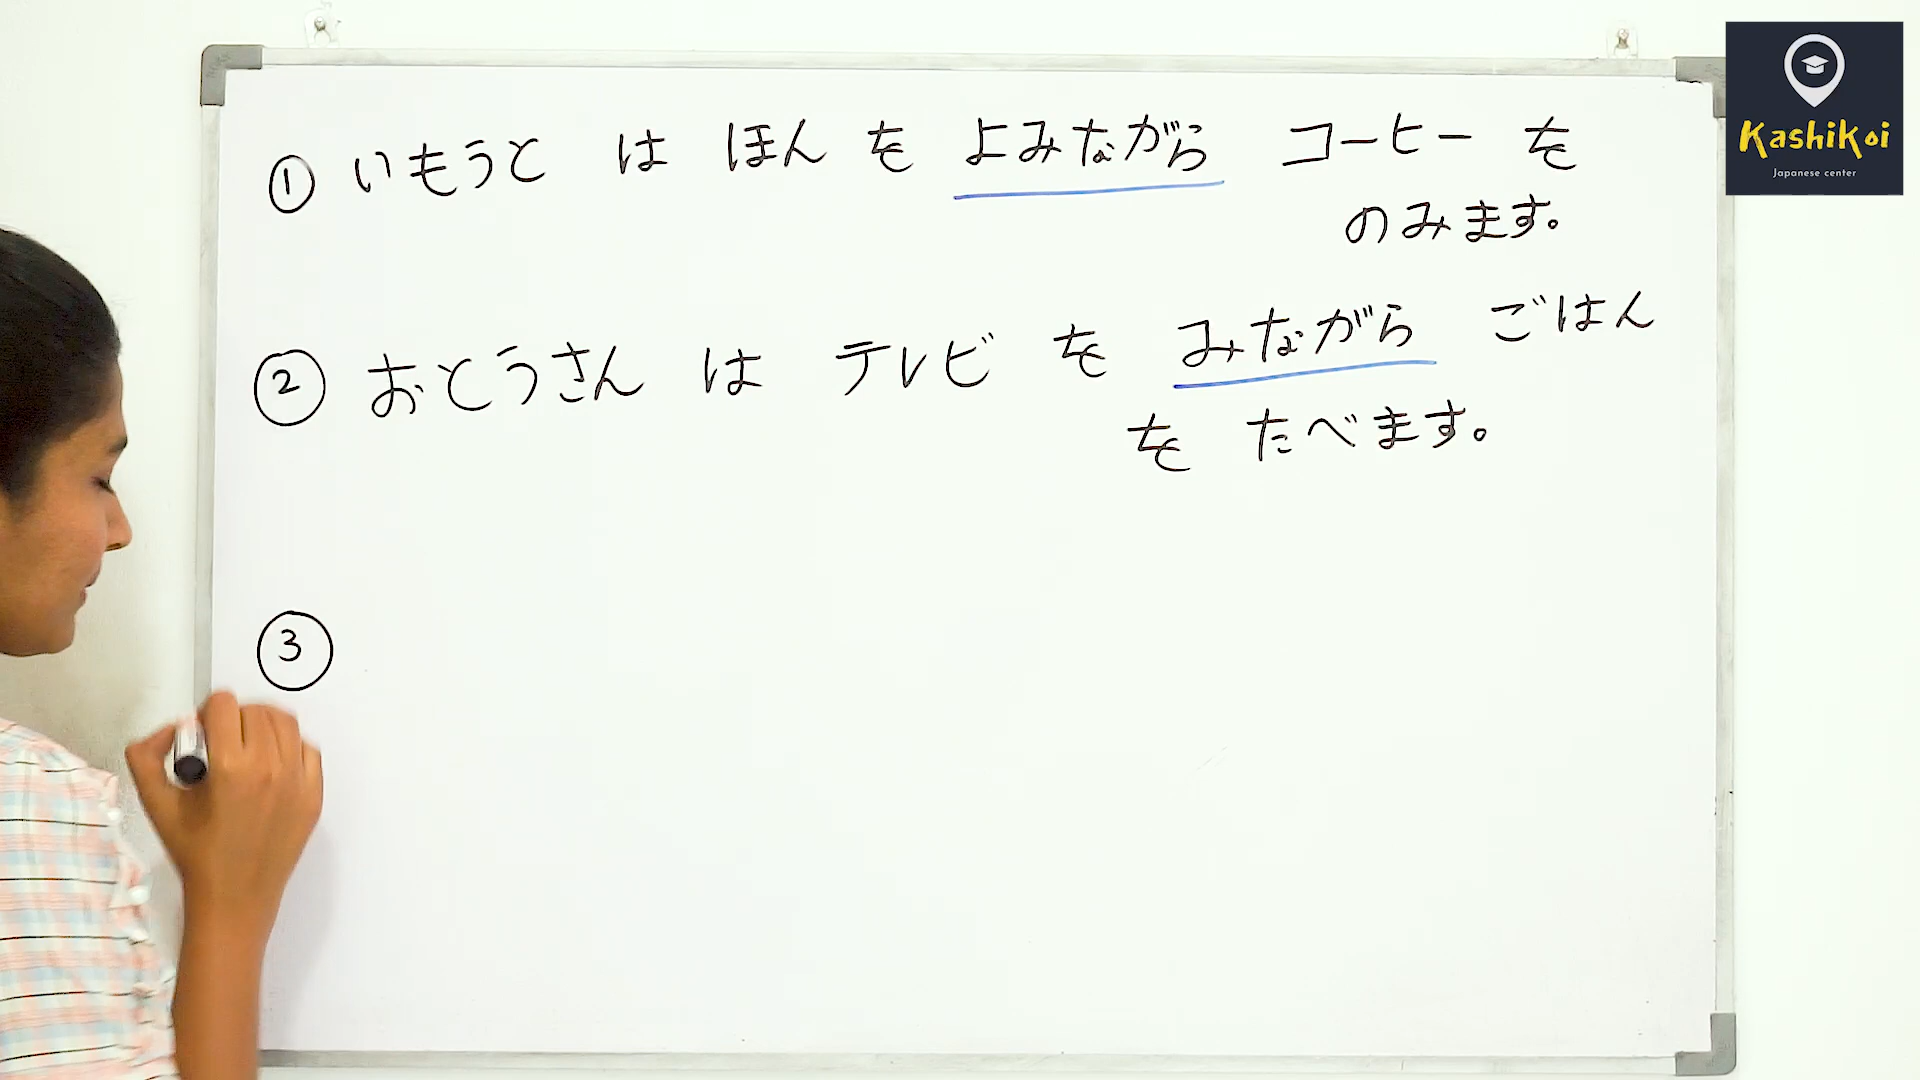 ① いもうと は ほん を よみながら コーヒー を
のみます。
② おとうさん は テレビ を みながら ごはん
を たべます。
③
KashiKoi
Japanese center